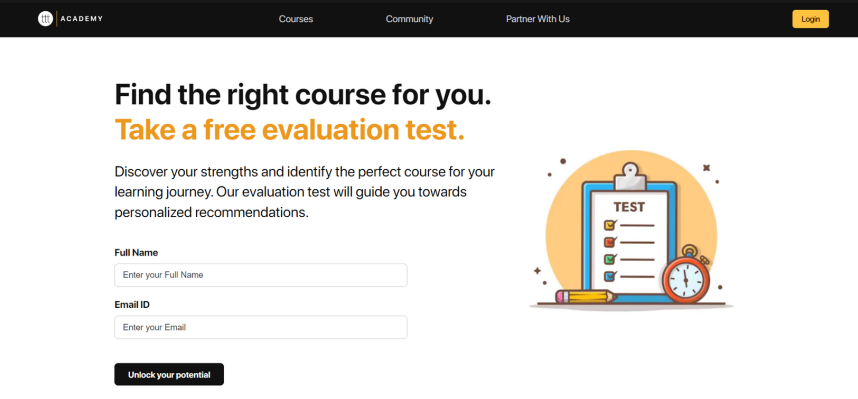 ttt ACADEMY
Courses
Community
Partner With Us
Login
Find the right course for you.
Take a free evaluation test.
Discover your strengths and identify the perfect course for your
learning journey. Our evaluation test will guide you towards
personalized recommendations.
TEST
Full Name
Enter your Full Name
Email ID
Enter your Email
Unlock your potential